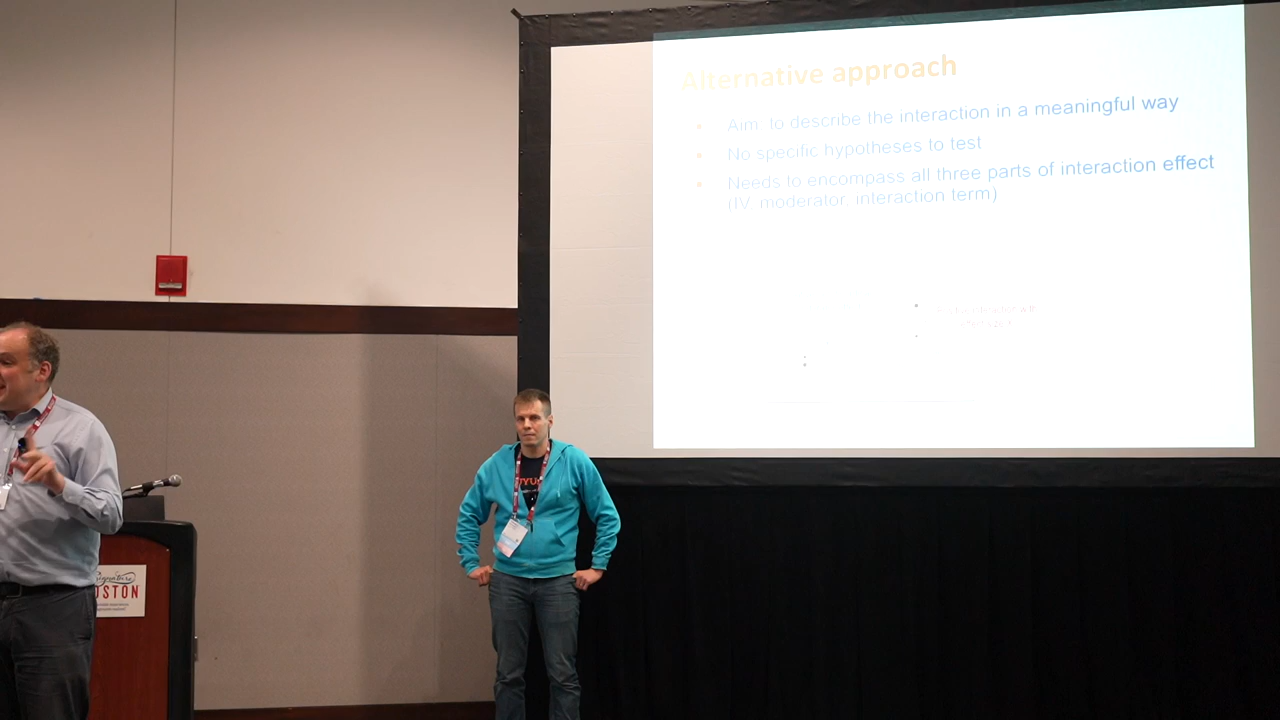 Alternative approach
Aim to describe the interaction in a meaningful way
No specific hypotheses to test
Needs to encompass all three parts of interaction effect
(IV, moderator, interaction term)
Signature